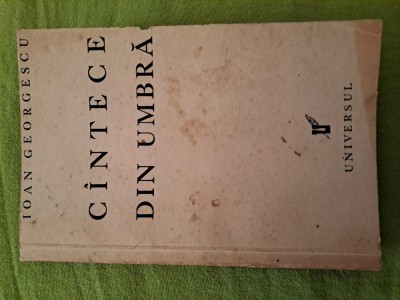 IOAN GEORGESCU
CÎNTECE
DIN UMBRĂ
UNIVERSUL